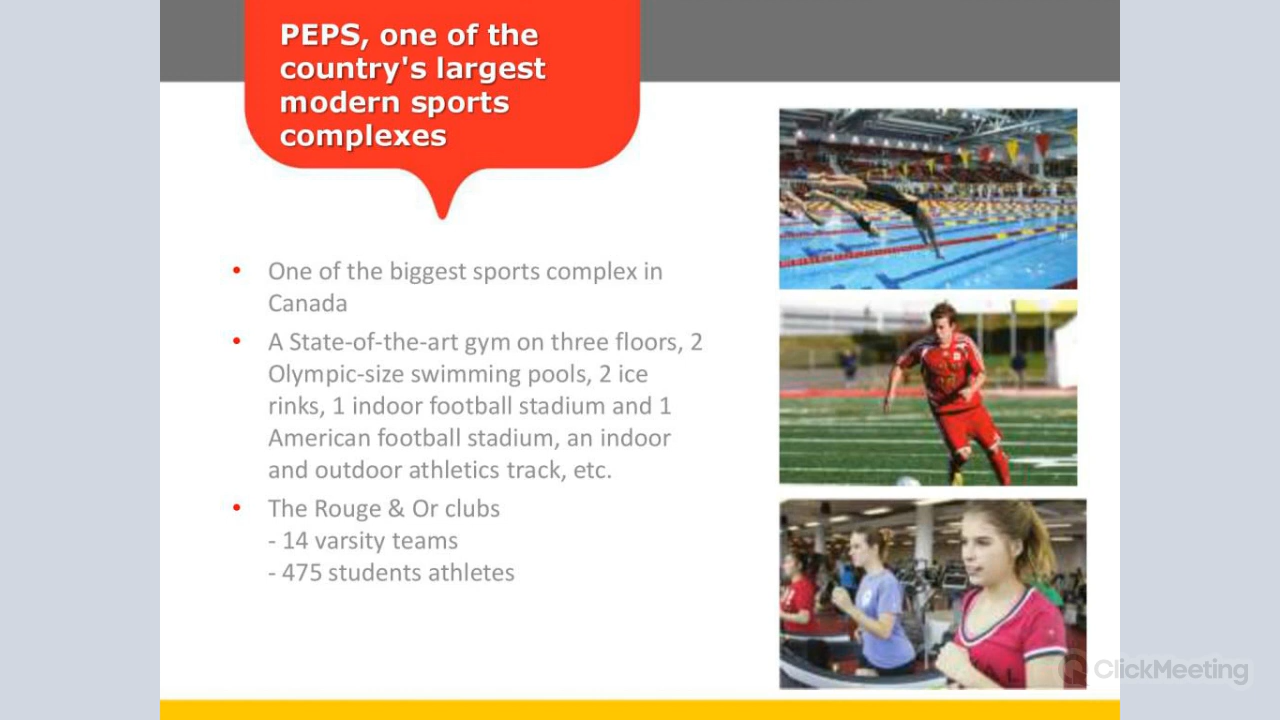 PEPS, one of the
country's largest
modern sports
complexes
• One of the biggest sports complex in
Canada
• A State-of-the-art gym on three floors, 2
Olympic-size swimming pools, 2 ice
rinks, 1 indoor football stadium and 1
American football stadium, an indoor
and outdoor athletics track, etc.
• The Rouge & Or clubs
- 14 varsity teams
- 475 students athletes
ClickMeeting